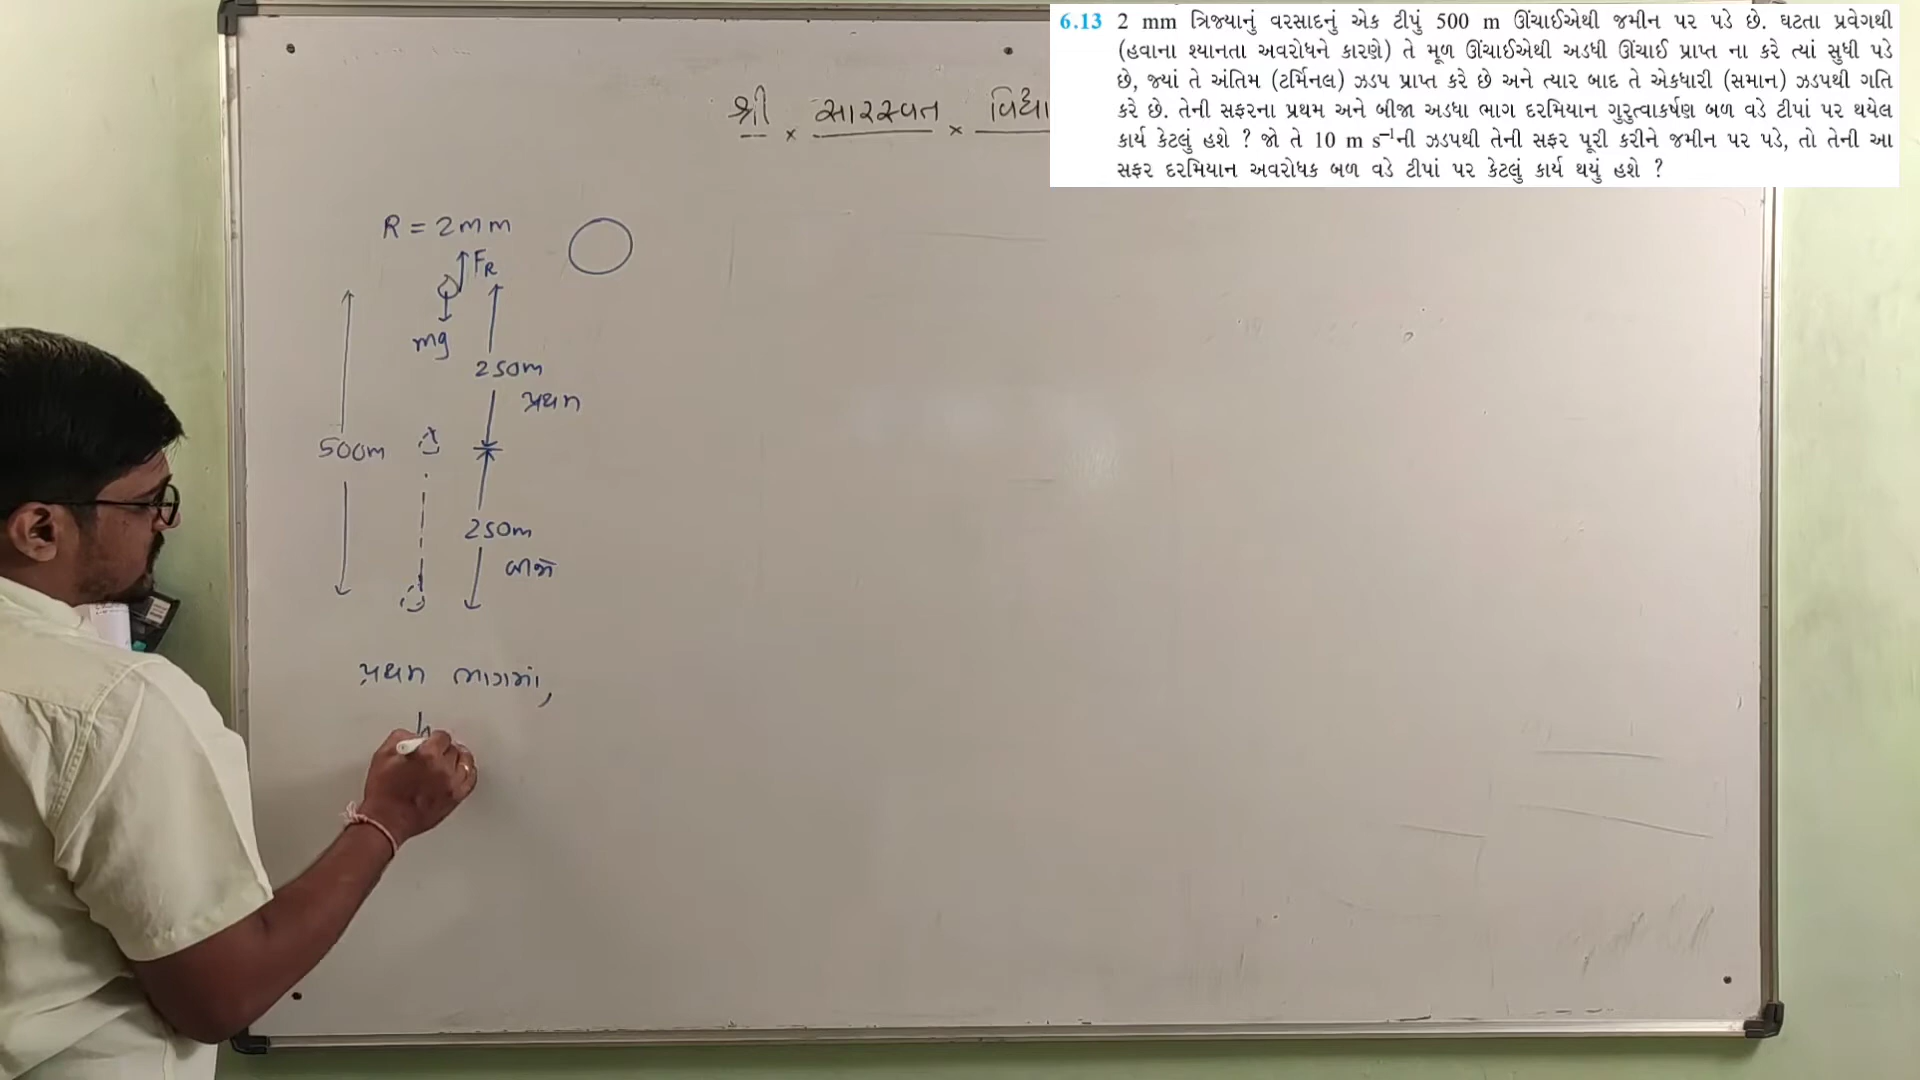 6.13 2 mm ત્રિજ્યાનું વરસાદનું એક ટીપું 500 m ઊંચાઈએથી જમીન પર પડે છે. ઘટતા પ્રવેગથી
(હવાના શ્યાનતા અવરોધને કારણે) તે મૂળ ઊંચાઈએથી અડધી ઊંચાઈ પ્રાપ્ત ના કરે ત્યાં સુધી પડે
છે, જ્યાં તે અંતિમ (ટર્મિનલ) ઝડપ પ્રાપ્ત કરે છે અને ત્યાર બાદ તે એકધારી (સમાન) ઝડપથી ગતિ
કરે છે. તેની સફરના પ્રથમ અને બીજા અડધા ભાગ દરમિયાન ગુરુત્વાકર્ષણ બળ વડે ટીપાં પર થયેલ
કાર્ય કેટલું હશે ? જો તે 10 m s⁻¹ની ઝડપથી તેની સફર પૂરી કરીને જમીન પર પડે, તો તેની આ
સફર દરમિયાન અવરોધક બળ વડે ટીપાં પર કેટલું કાર્ય થયું હશે ?
શ્રી × સારસ્વત × વિદ્યા
R = 2mm
FR
mg
250m
પ્રથમ
500m
250m
બીજો
પ્રથમ ભાગમાં,
h